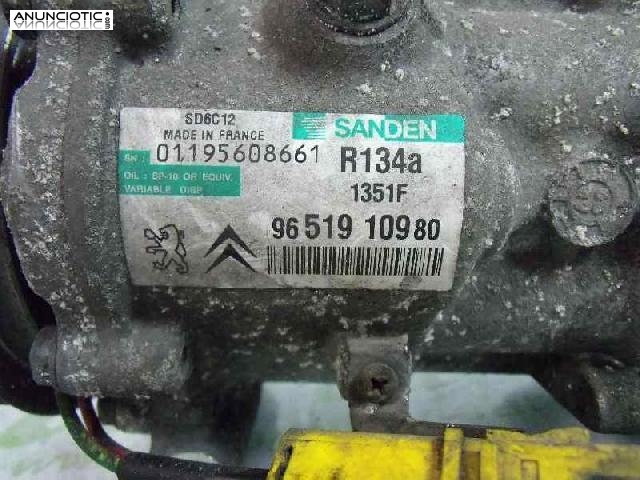 ANUNCIOTIC.com
SD6C12
MADE IN FRANCE
SANDEN
SN : 01195608661
R134a
OIL : SP-10 OR EQUIV.
VARIABLE DISP.
1351F
96 519 109 80